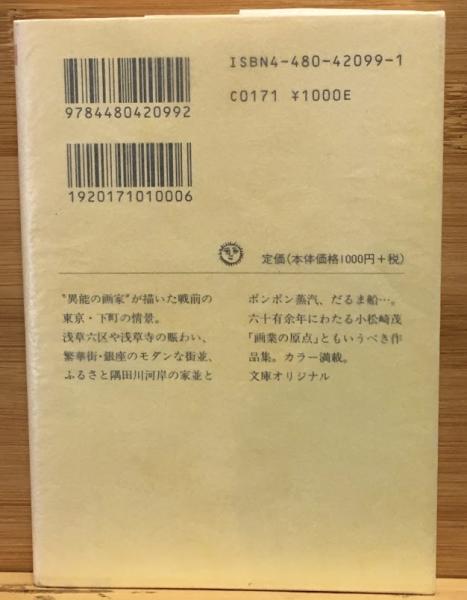 ISBN4-480-42099-1
C0171 ¥1000E
9784480420992
1920171010006
定価(本体価格1000円+税)
"異能の画家"が描いた戦前の
東京・下町の情景。
浅草六区や浅草寺の賑わい、
繁華街・銀座のモダンな街並、
ふるさと隅田川河岸の家並と
ポンポン蒸汽、だるま船…。
六十有余年にわたる小松崎茂
「画業の原点」ともいうべき作
品集。カラー満載。
文庫オリジナル